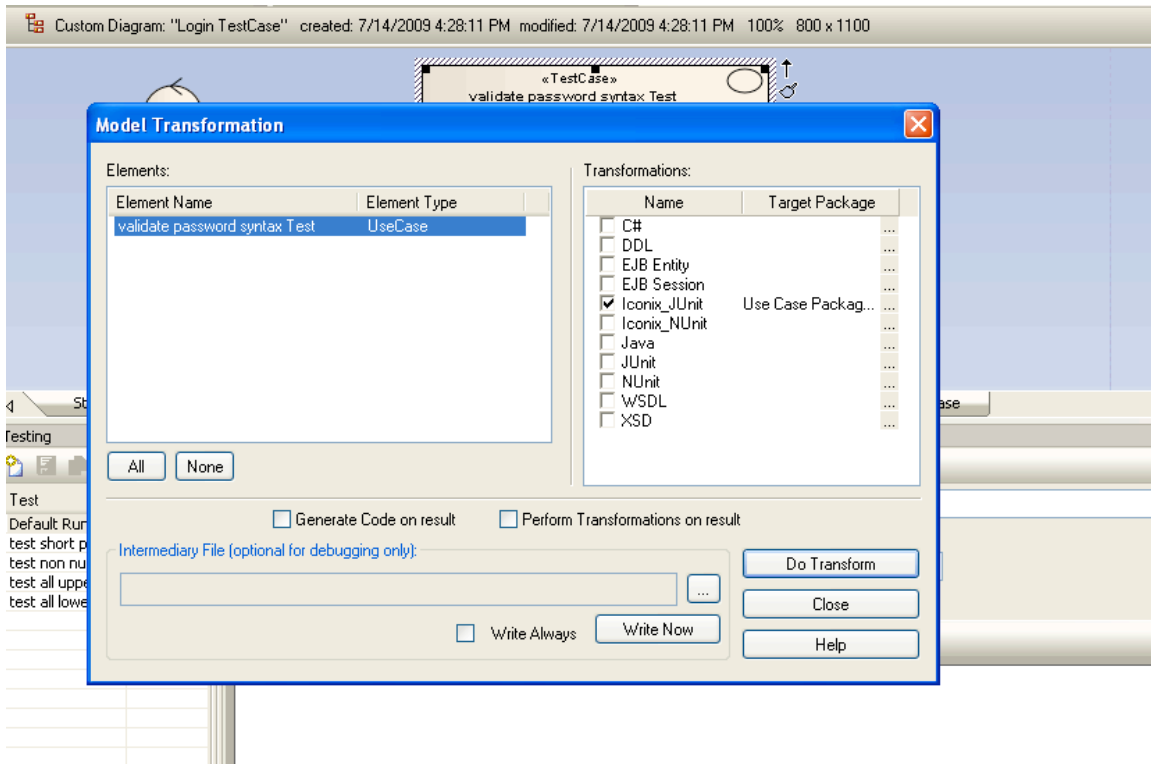 Custom Diagram: "Login TestCase" created: 7/14/2009 4:28:11 PM modified: 7/14/2009 4:28:11 PM 100% 800 x 1100
«TestCase»
validate password syntax Test
Model Transformation
Elements:
Element Name Element Type
validate password syntax Test UseCase
All None
Transformations:
Name Target Package
C# ...
DDL ...
EJB Entity ...
EJB Session ...
Iconix_JUnit Use Case Packag... ...
Iconix_NUnit ...
Java ...
JUnit ...
NUnit ...
WSDL ...
XSD ...
Generate Code on result Perform Transformations on result
Intermediary File (optional for debugging only):
...
Write Always Write Now
Do Transform
Close
Help
St
ase
Testing
Test
Default Run
test short p
test non nu
test all uppe
test all lowe